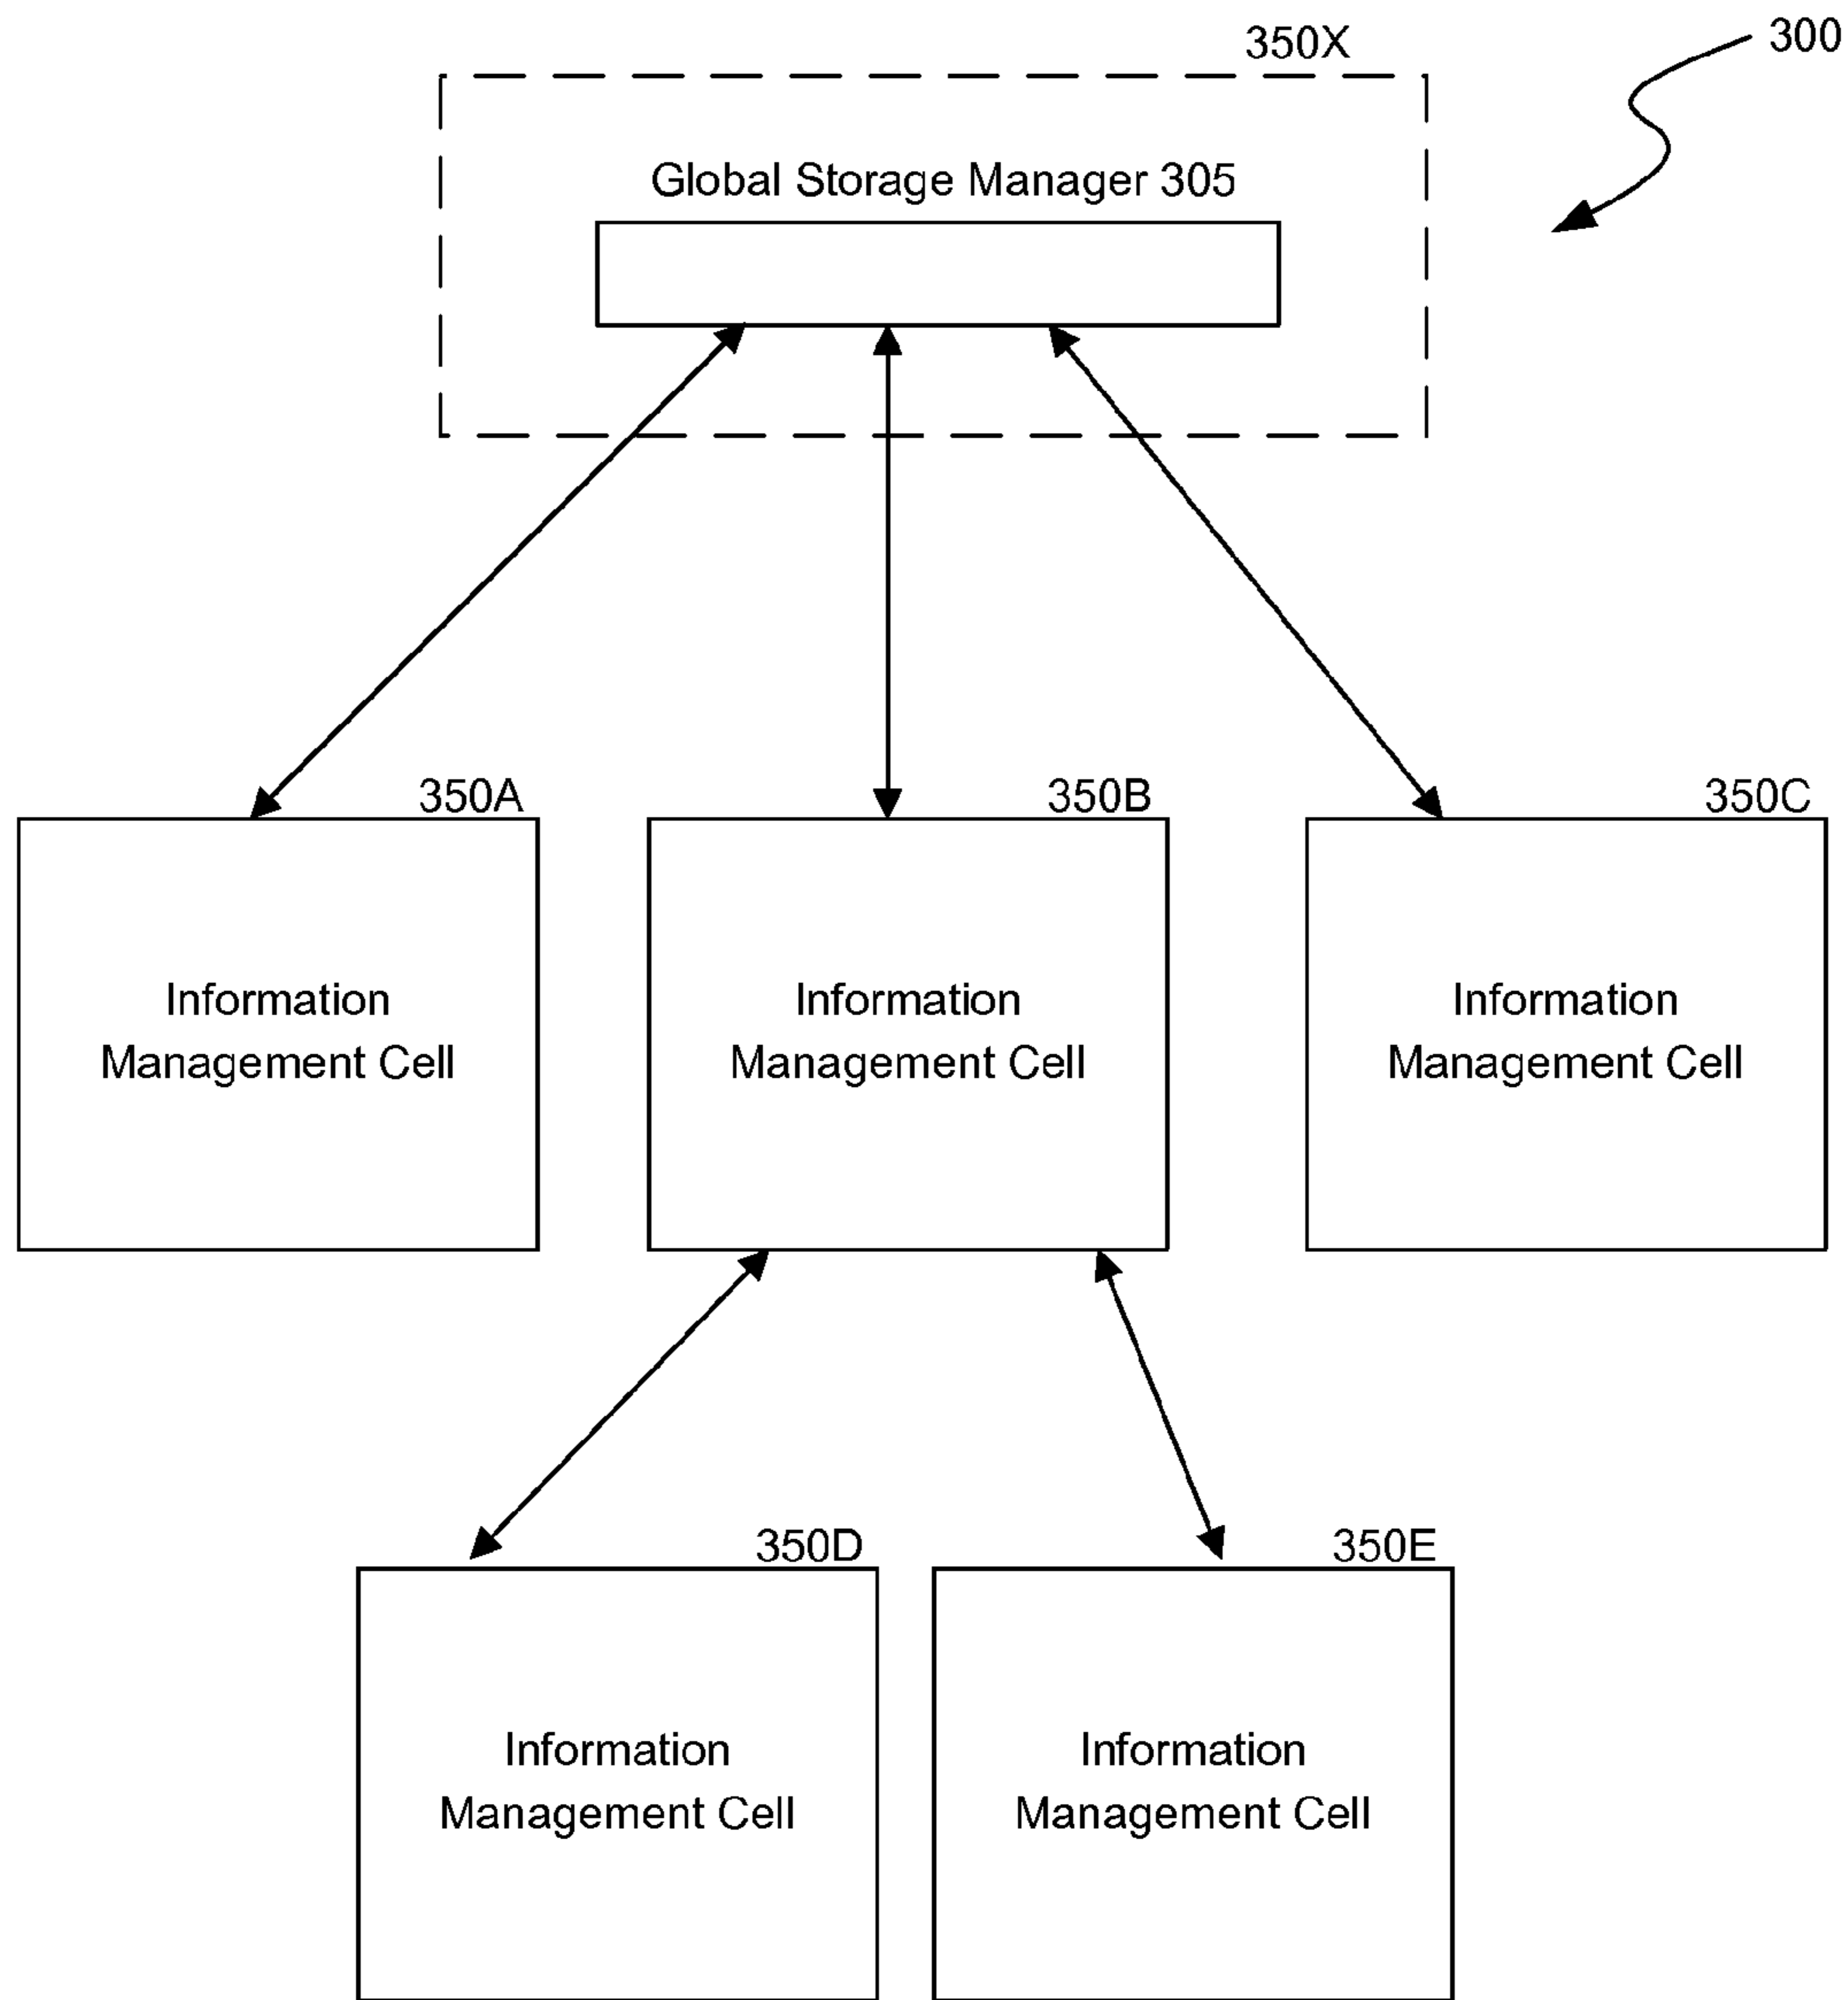 350X
300
Global Storage Manager 305
350A
350B
350C
Information
Management Cell
Information
Management Cell
Information
Management Cell
350D
350E
Information
Management Cell
Information
Management Cell